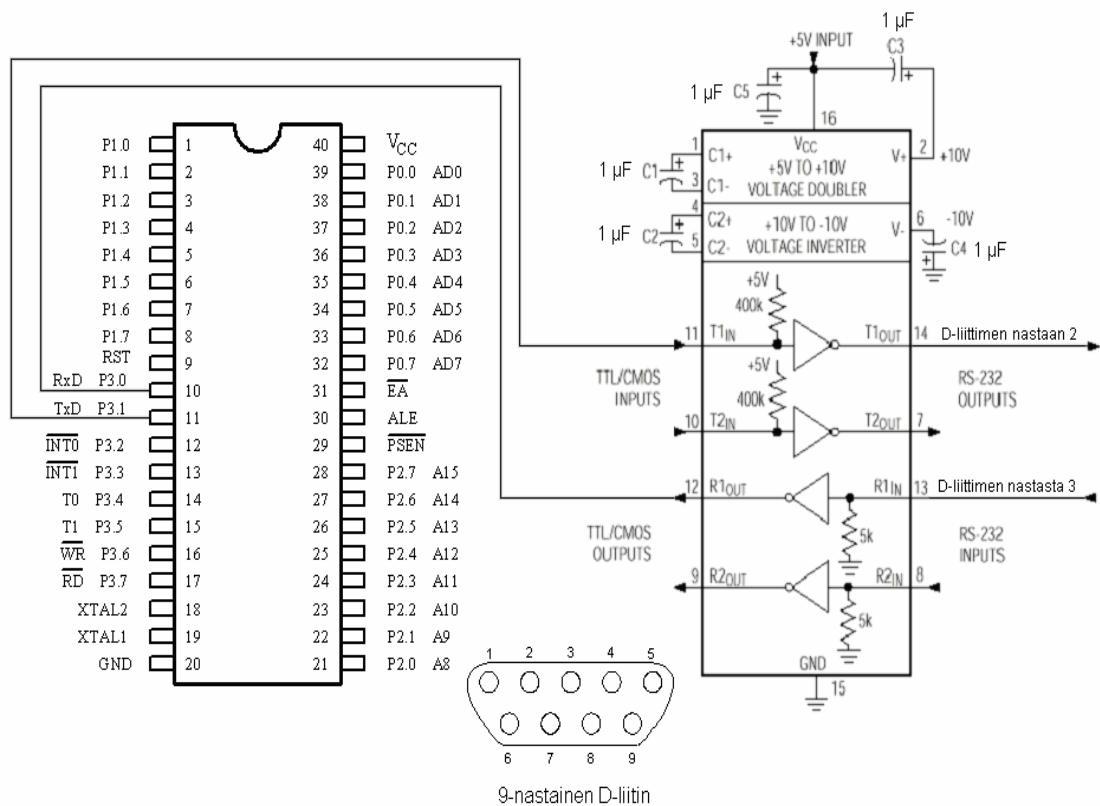 1 µF
+5V INPUT
C3
+
1 µF
C5
+
16
P1.0 1 40 VCC
P1.1 2 39 P0.0 AD0
P1.2 3 38 P0.1 AD1
P1.3 4 37 P0.2 AD2
P1.4 5 36 P0.3 AD3
P1.5 6 35 P0.4 AD4
P1.6 7 34 P0.5 AD5
P1.7 8 33 P0.6 AD6
RST 9 32 P0.7 AD7
RxD P3.0 10 31 EA
TxD P3.1 11 30 ALE
INT0 P3.2 12 29 PSEN
INT1 P3.3 13 28 P2.7 A15
T0 P3.4 14 27 P2.6 A14
T1 P3.5 15 26 P2.5 A13
WR P3.6 16 25 P2.4 A12
RD P3.7 17 24 P2.3 A11
XTAL2 18 23 P2.2 A10
XTAL1 19 22 P2.1 A9
GND 20 21 P2.0 A8
1 µF C1 + 1 C1+ VCC V+ 2 +10V
3 C1- +5V TO +10V
VOLTAGE DOUBLER
1 µF C2 + 4 C2+ +10V TO -10V V- 6 -10V
5 C2- VOLTAGE INVERTER
C4 1 µF
+
+5V
400k
11 T1IN T1OUT 14 D-liittimen nastaan 2
+5V
TTL/CMOS
INPUTS
RS-232
OUTPUTS
400k
10 T2IN T2OUT 7
12 R1OUT R1IN 13 D-liittimen nastasta 3
TTL/CMOS
OUTPUTS
5k
RS-232
INPUTS
9 R2OUT R2IN 8
5k
GND
15
1 2 3 4 5
6 7 8 9
9-nastainen D-liitin